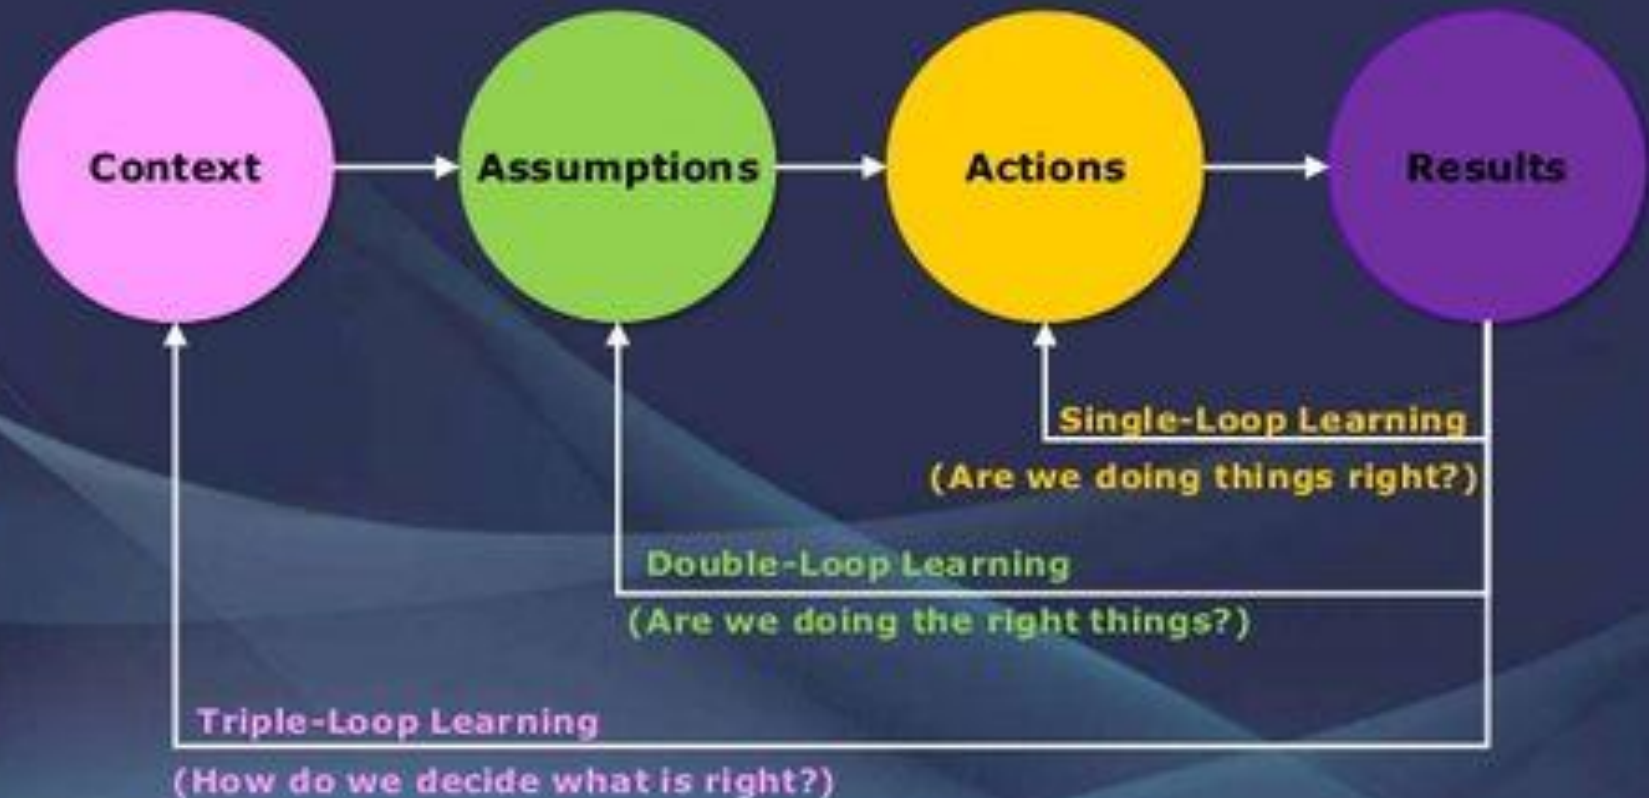 Context
Assumptions
Actions
Results
Single-Loop Learning
(Are we doing things right?)
Double-Loop Learning
(Are we doing the right things?)
Triple-Loop Learning
(How do we decide what is right?)